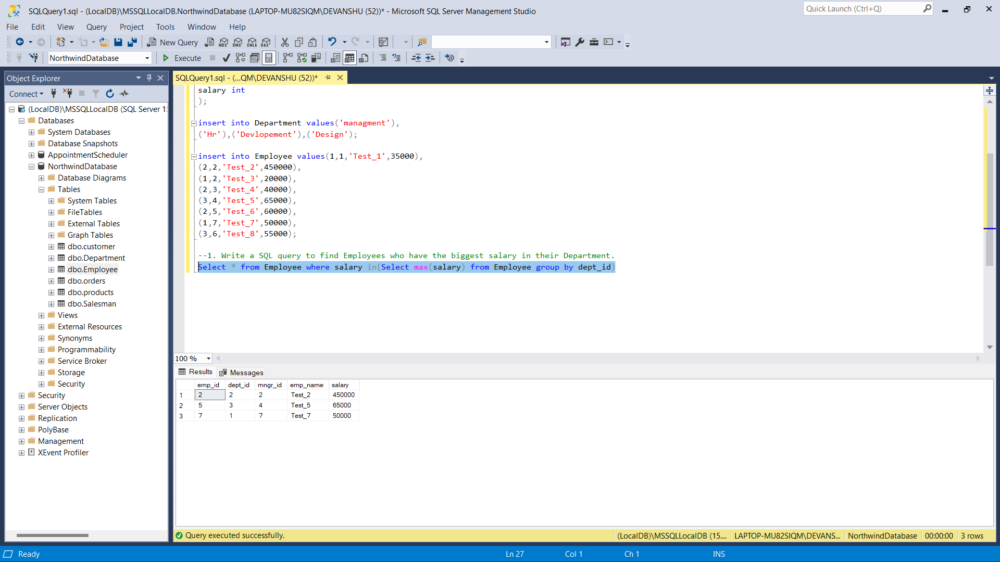 SQLQuery1.sql - (LocalDB)\MSSQLLocalDB.NorthwindDatabase (LAPTOP-MU82SIQM\DEVANSHU (52))* - Microsoft SQL Server Management Studio
Quick Launch (Ctrl+Q)
File Edit View Query Project Tools Window Help
New Query MDX DMX XMLA DAX
NorthwindDatabase Execute
Object Explorer
Connect
(LocalDB)\MSSQLLocalDB (SQL Server 1
Databases
System Databases
Database Snapshots
AppointmentScheduler
NorthwindDatabase
Database Diagrams
Tables
System Tables
FileTables
External Tables
Graph Tables
dbo.customer
dbo.Department
dbo.Employee
dbo.orders
dbo.products
dbo.Salesman
Views
External Resources
Synonyms
Programmability
Service Broker
Storage
Security
Security
Server Objects
Replication
PolyBase
Management
XEvent Profiler
SQLQuery1.sql - (...QM\DEVANSHU (52))*
salary int
);
insert into Department values('managment'),
('Hr'),('Devlopement'),('Design');
insert into Employee values(1,1,'Test_1',35000),
(2,2,'Test_2',450000),
(1,2,'Test_3',20000),
(2,3,'Test_4',40000),
(3,4,'Test_5',65000),
(2,5,'Test_6',60000),
(1,7,'Test_7',50000),
(3,6,'Test_8',55000);
--1. Write a SQL query to find Employees who have the biggest salary in their Department.
Select * from Employee where salary in(Select max(salary) from Employee group by dept_id)
100 %
Results Messages
emp_id dept_id mngr_id emp_name salary
1 2 2 2 Test_2 450000
2 5 3 4 Test_5 65000
3 7 1 7 Test_7 50000
Query executed successfully.
(LocalDB)\MSSQLLocalDB (15.... LAPTOP-MU82SIQM\DEVANS... NorthwindDatabase 00:00:00 3 rows
Ready Ln 27 Col 1 Ch 1 INS